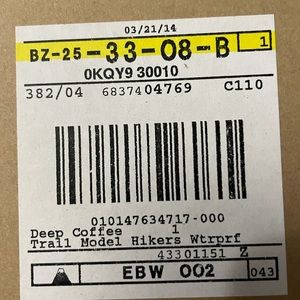 03/21/14
BZ-25-33-08-B 1
0KQY9 30010
382/04 6837404769 C110
010147634717-000
Deep Coffee 1
Trail Model Hikers Wtrprf
43301151 Z
EBW 002 043